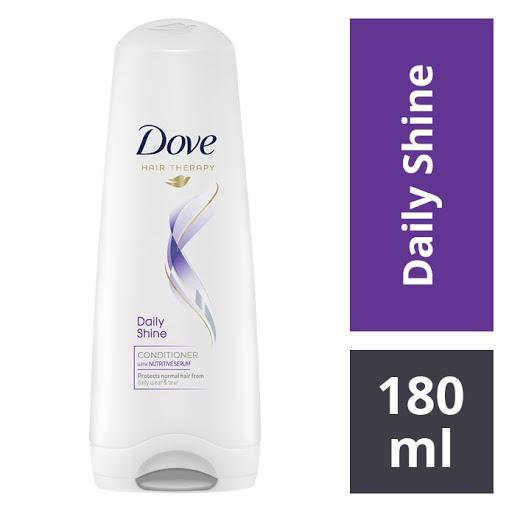 Dove
HAIR THERAPY
Daily
Shine
CONDITIONER
with NUTRITIVE SERUM
Protects normal hair from
daily wear & tear
Daily Shine
180
ml